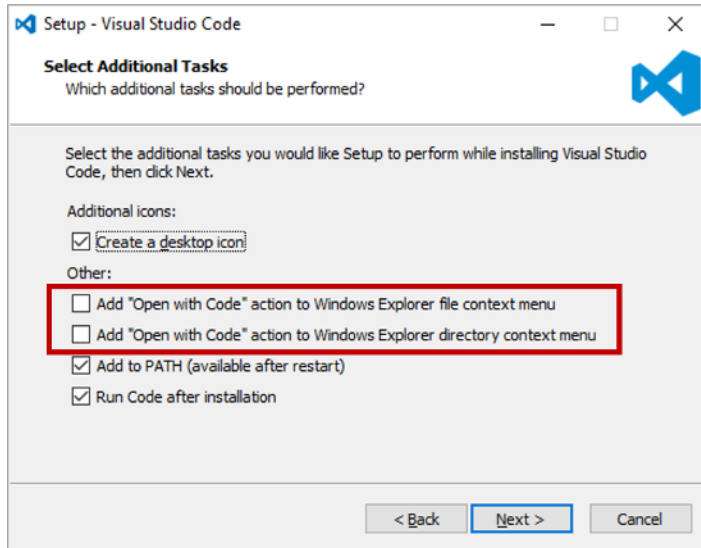 Setup - Visual Studio Code
Select Additional Tasks
Which additional tasks should be performed?
Select the additional tasks you would like Setup to perform while installing Visual Studio
Code, then click Next.
Additional icons:
Create a desktop icon
Other:
Add "Open with Code" action to Windows Explorer file context menu
Add "Open with Code" action to Windows Explorer directory context menu
Add to PATH (available after restart)
Run Code after installation
< Back Next > Cancel